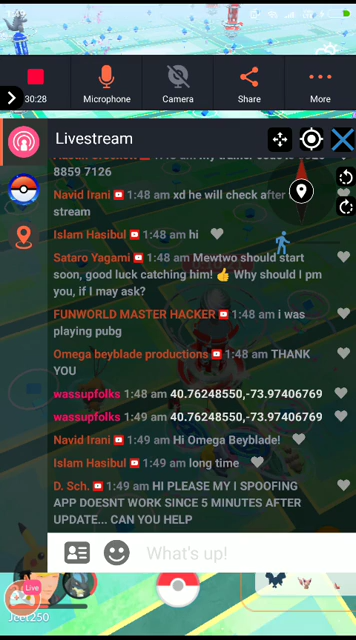 30:28
Microphone
Camera
Share
More
Livestream
8859 7126
Navid Irani 1:48 am xd he will check after
stream
Islam Hasibul 1:48 am hi
Sataro Yagami 1:48 am Mewtwo should start
soon, good luck catching him! 👍 Why should I pm
you, if I may ask?
FUNWORLD MASTER HACKER 1:48 am i was
playing pubg
Omega beyblade productions 1:48 am THANK
YOU
wassupfolks 1:48 am 40.76248550,-73.97406769
wassupfolks 1:49 am 40.76248550,-73.97406769
Navid Irani 1:49 am Hi Omega Beyblade!
Islam Hasibul 1:49 am long time
D. Sch. 1:49 am HI PLEASE MY I SPOOFING
APP DOESNT WORK SINCE 5 MINUTES AFTER
UPDATE... CAN YOU HELP
What's up!
Live
Jeet250